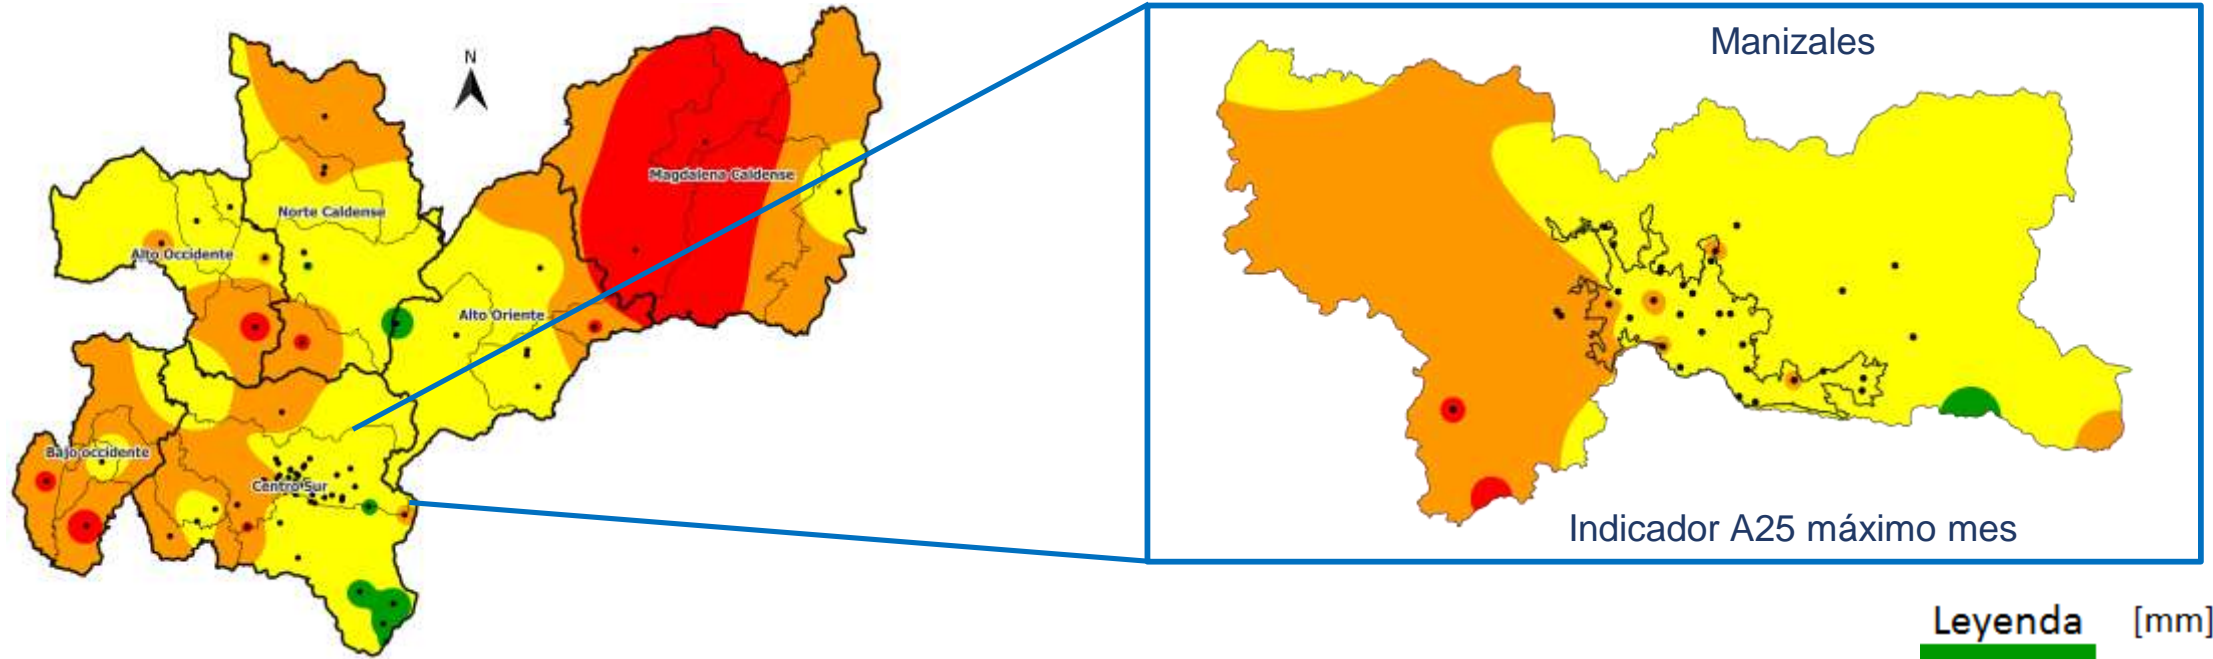 Manizales
N
Magdalena Caldense
Norte Caldense
Alto Occidente
Alto Oriente
Bajo occidente
Centro Sur
Indicador A25 máximo mes
Leyenda [mm]